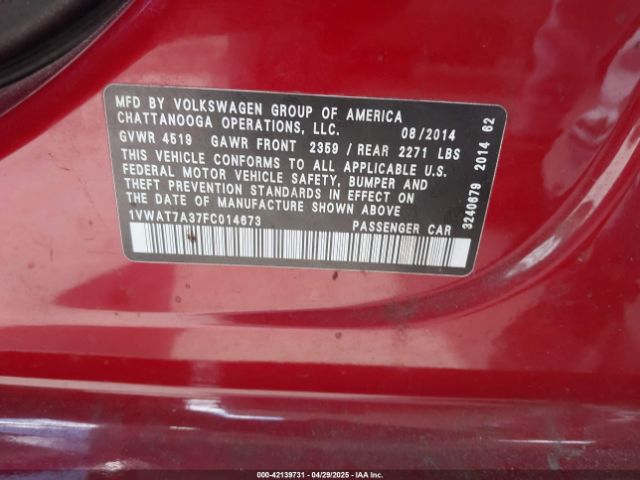 MFD BY VOLKSWAGEN GROUP OF AMERICA
CHATTANOOGA OPERATIONS, LLC. 08/2014
GVWR 4519 GAWR FRONT 2359 / REAR 2271 LBS
THIS VEHICLE CONFORMS TO ALL APPLICABLE U.S.
FEDERAL MOTOR VEHICLE SAFETY, BUMPER AND
THEFT PREVENTION STANDARDS IN EFFECT ON
THE DATE OF MANUFACTURE SHOWN ABOVE
1VWAT7A37FC014673 PASSENGER CAR
3240679 2014 62
000-42139731 - 04/29/2025 - IAA Inc. Copyright